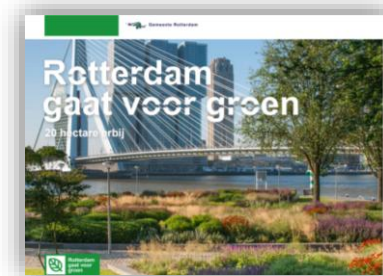 Gemeente Rotterdam
Rotterdam
gaat voor groen
20 hectare erbij
Rotterdam
gaat voor
groen